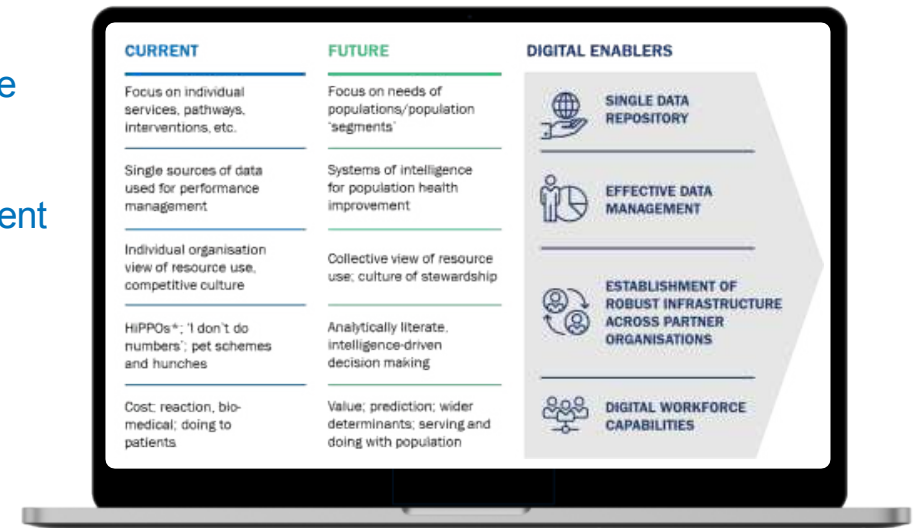 e
ent
CURRENT
Focus on individual
services, pathways,
interventions, etc.
Single sources of data
used for performance
management
Individual organisation
view of resource use,
competitive culture
HiPPOs*; 'I don't do
numbers'; pet schemes
and hunches
Cost; reaction, bio-
medical; doing to
patients
FUTURE
Focus on needs of
populations/population
'segments'
Systems of intelligence
for population health
improvement
Collective view of resource
use; culture of stewardship
Analytically literate,
intelligence-driven
decision making
Value; prediction; wider
determinants; serving and
doing with population
DIGITAL ENABLERS
SINGLE DATA
REPOSITORY
EFFECTIVE DATA
MANAGEMENT
ESTABLISHMENT OF
ROBUST INFRASTRUCTURE
ACROSS PARTNER
ORGANISATIONS
DIGITAL WORKFORCE
CAPABILITIES